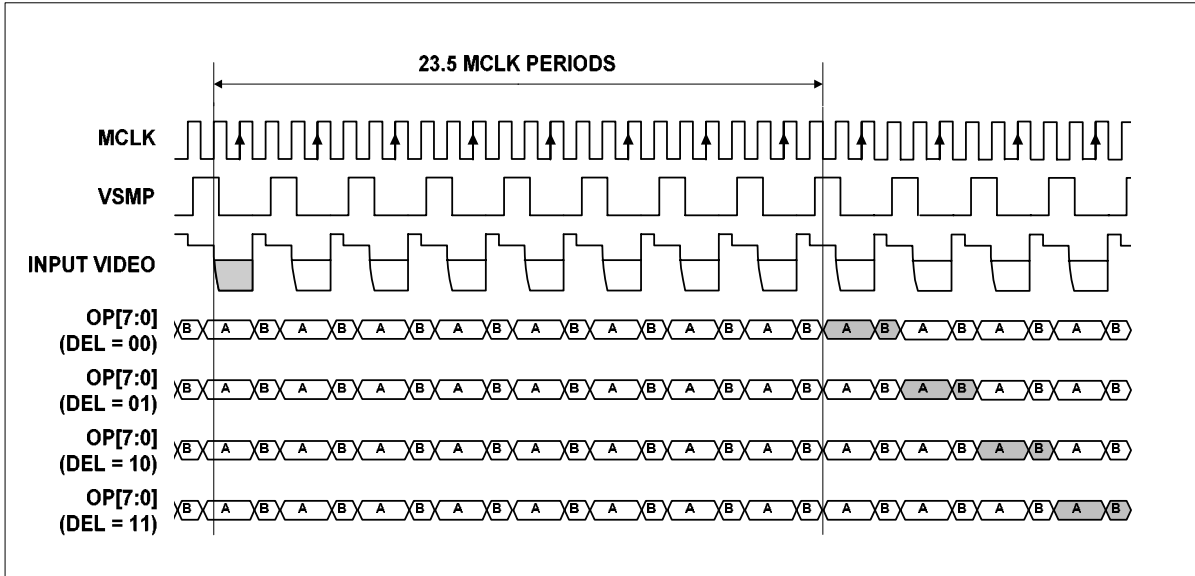 23.5 MCLK PERIODS
MCLK
VSMP
INPUT VIDEO
OP[7:0]
(DEL = 00)
B A B A B A B A B A B A B A B A B A B A B A B A B
OP[7:0]
(DEL = 01)
B A B A B A B A B A B A B A B A B A B A B A B A B
OP[7:0]
(DEL = 10)
B A B A B A B A B A B A B A B A B A B A B A B A B
OP[7:0]
(DEL = 11)
B A B A B A B A B A B A B A B A B A B A B A B A B